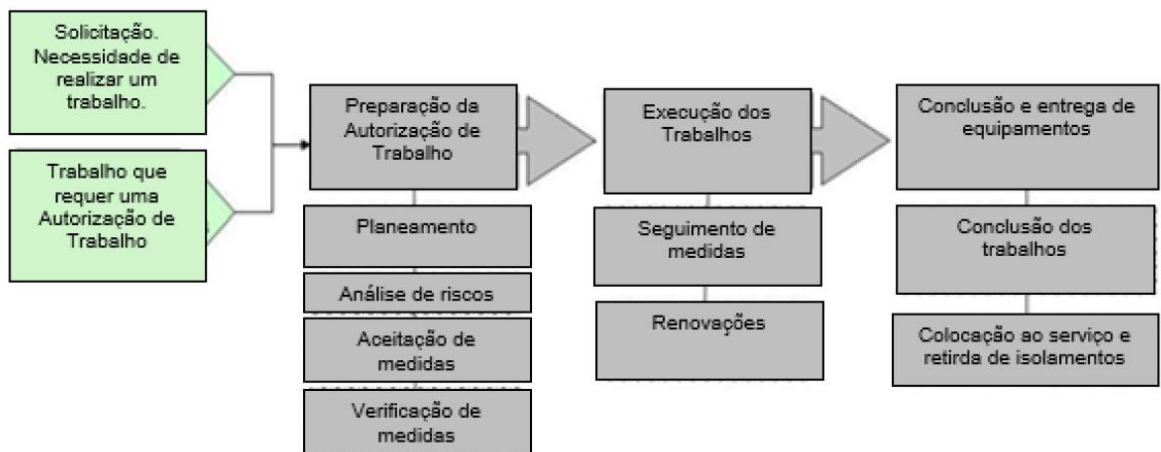 Solicitação.
Necessidade de
realizar um
trabalho.
Trabalho que
requer uma
Autorização de
Trabalho
Preparação da
Autorização de
Trabalho
Planeamento
Análise de riscos
Aceitação de
medidas
Verificação de
medidas
Execução dos
Trabalhos
Seguimento de
medidas
Renovações
Conclusão e entrega de
equipamentos
Conclusão dos
trabalhos
Colocação ao serviço e
retirda de isolamentos